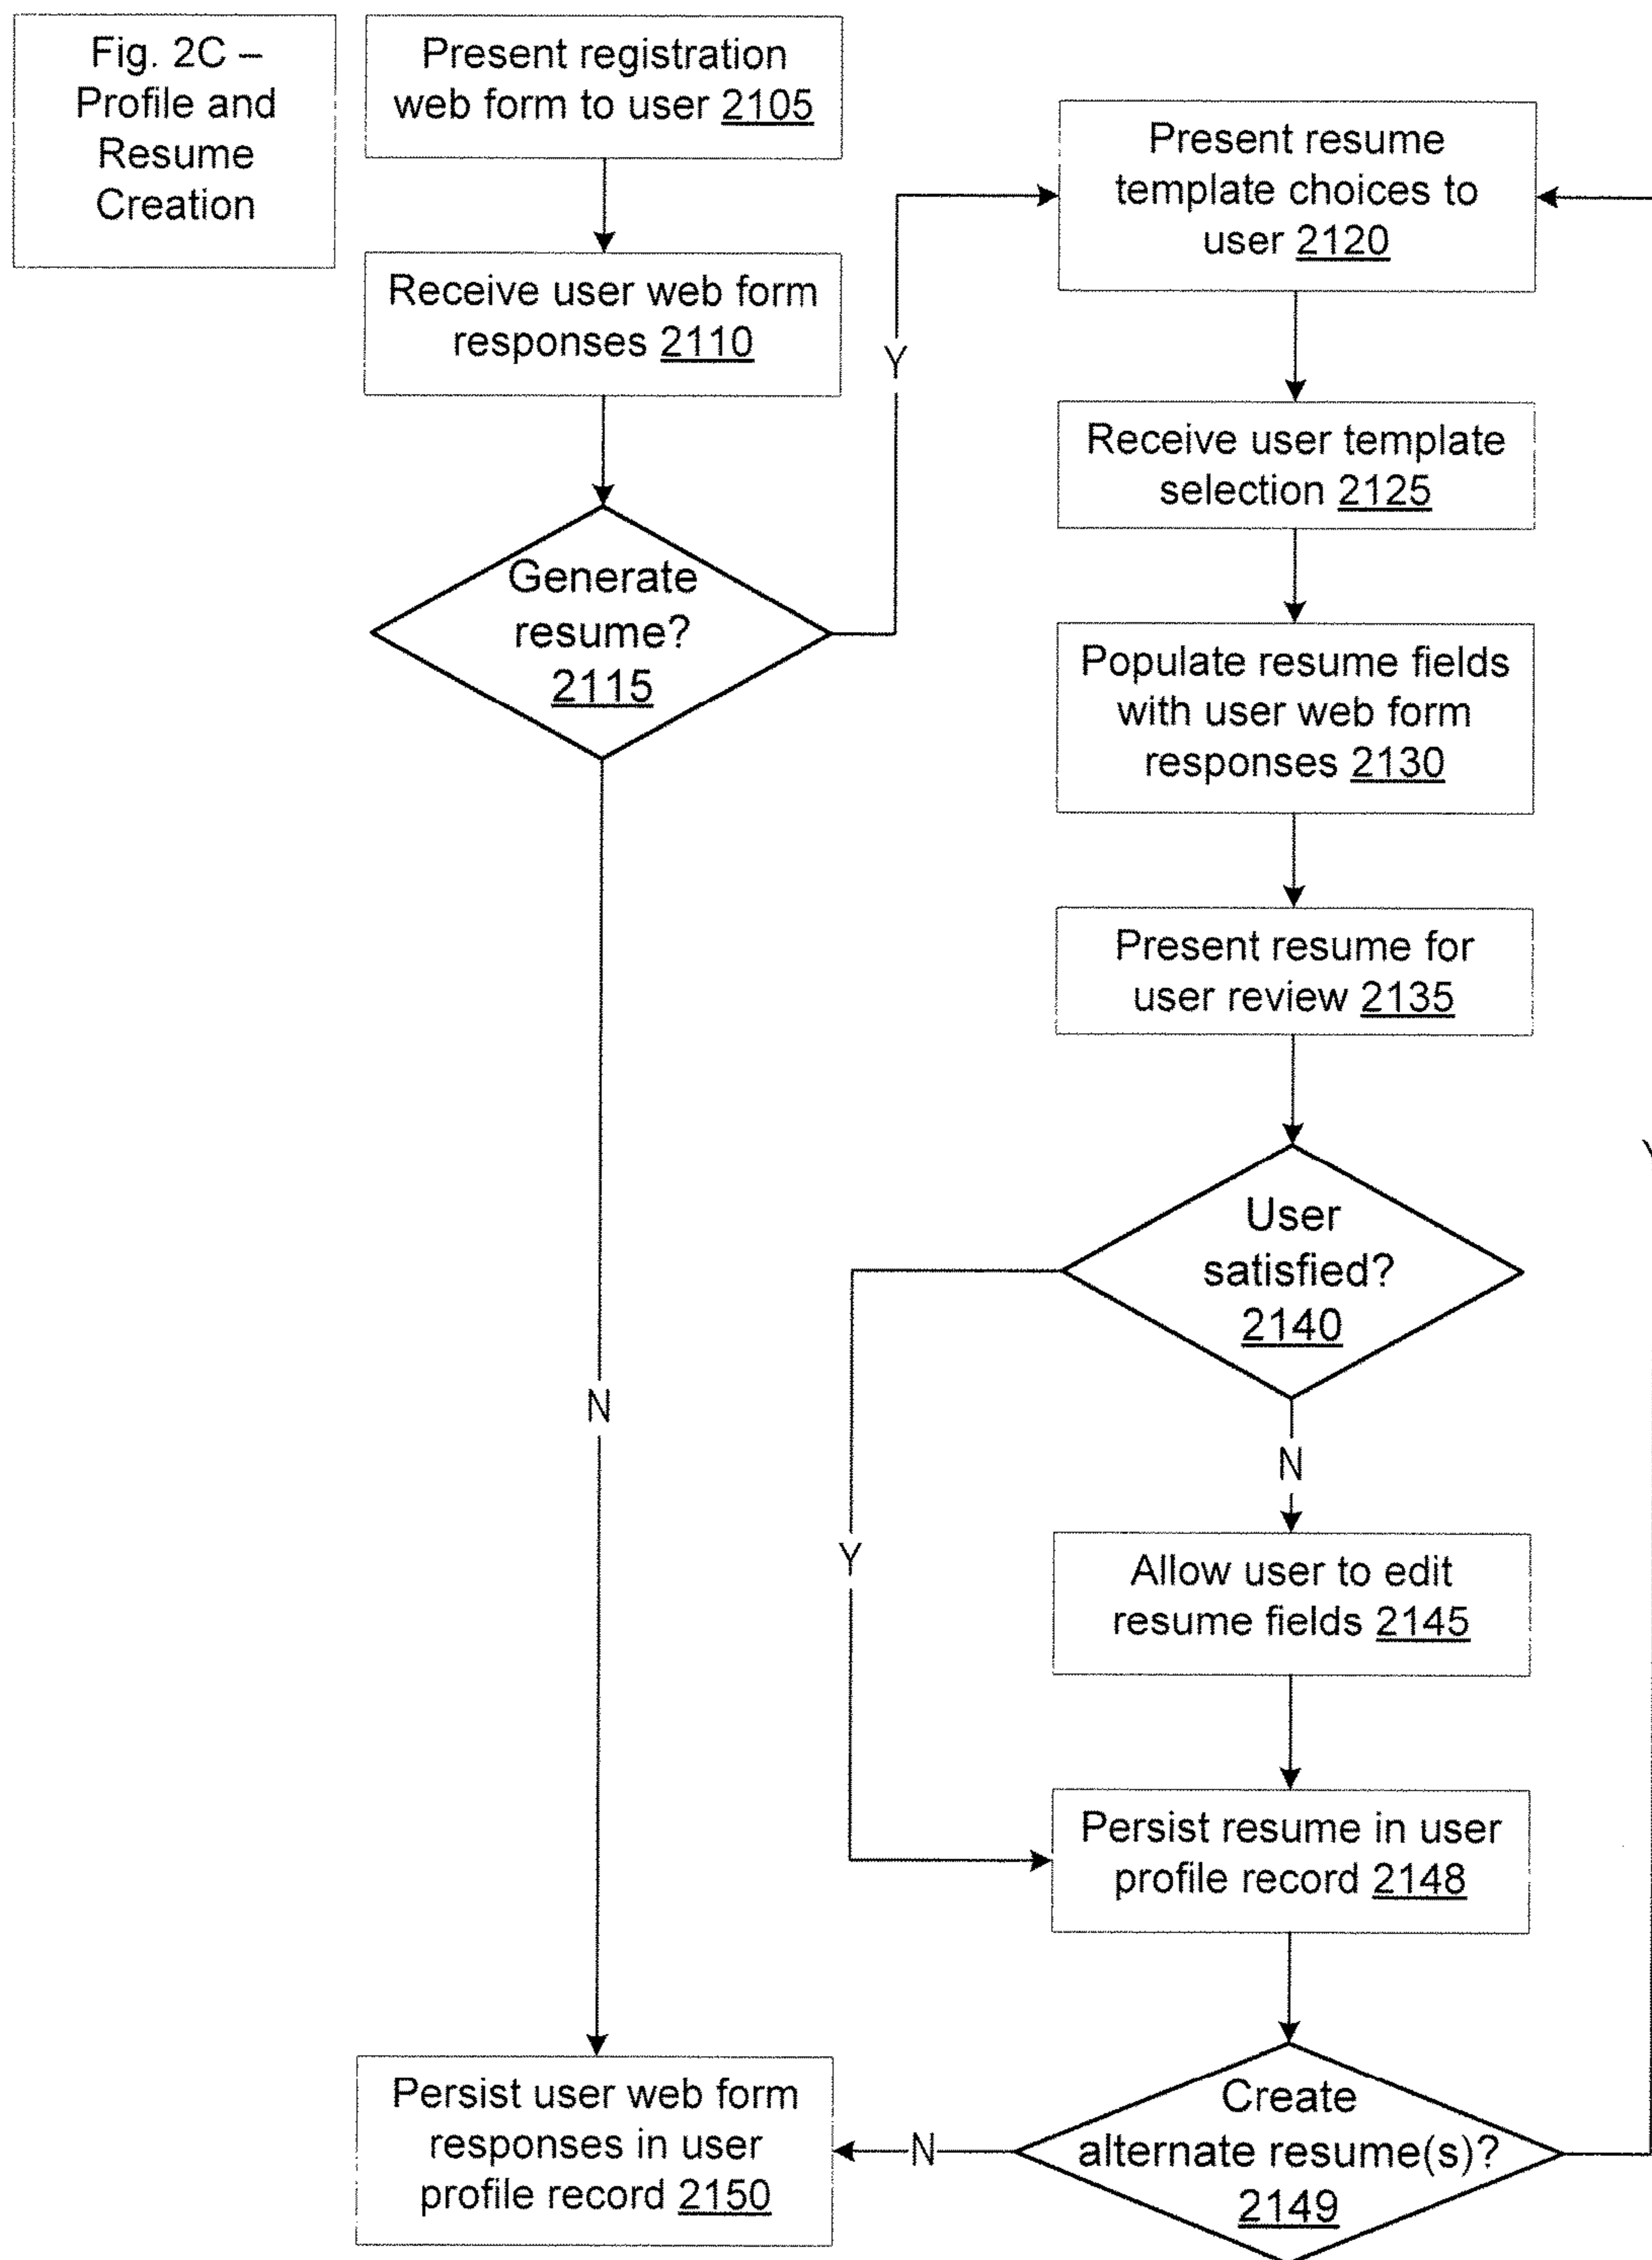 Fig. 2C –
Profile and
Resume
Creation
Present registration
web form to user 2105
Receive user web form
responses 2110
Generate
resume?
2115
Y
N
Present resume
template choices to
user 2120
Receive user template
selection 2125
Populate resume fields
with user web form
responses 2130
Present resume for
user review 2135
User
satisfied?
2140
Y
N
Allow user to edit
resume fields 2145
Persist resume in user
profile record 2148
Create
alternate resume(s)?
2149
N
Persist user web form
responses in user
profile record 2150